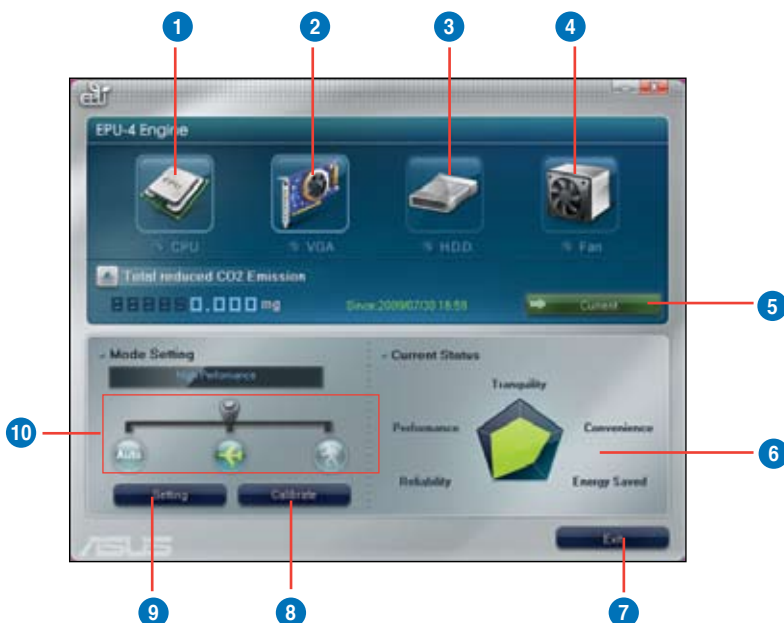 1 2 3 4
EPU
EPU-4 Engine
CPU VGA HDD Fan
Total reduced CO2 Emission
888880.000 mg Since:2009/07/30 18:59 Current
5
Mode Setting
High Performance
Auto
10
Setting Calibrate
Current Status
Tranquility
Performance Convenience
6
Reliability Energy Saved
ASUS
Exit
9 8 7